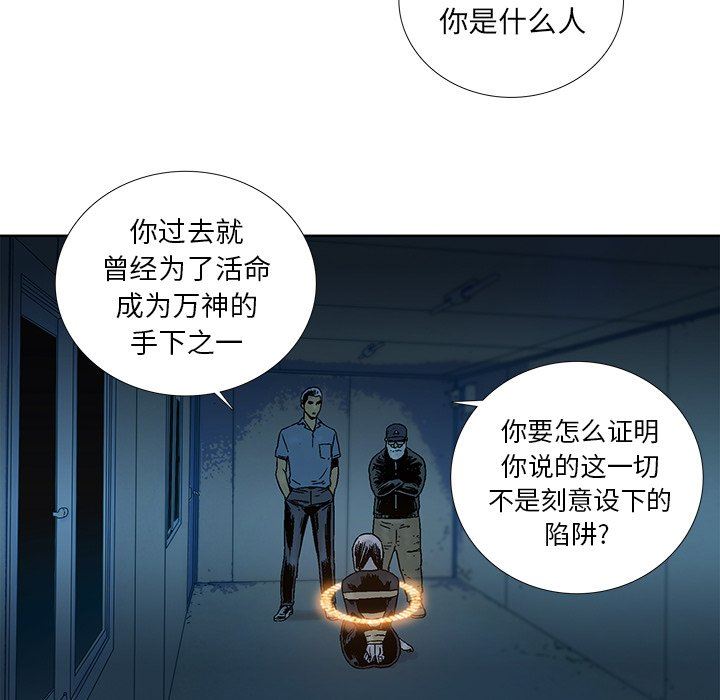 你是什么人
你过去就
曾经为了活命
成为万神的
手下之一
你要怎么证明
你说的这一切
不是刻意设下的
陷阱?